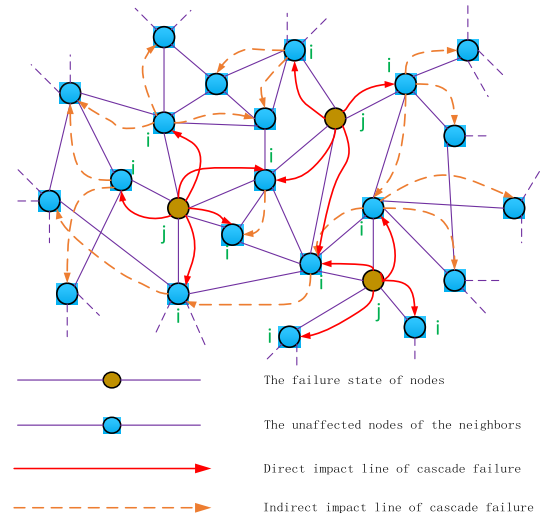 i
i
j
i
i
i
j
i
i
i
i
j
i
i
i
The failure state of nodes
The unaffected nodes of the neighbors
Direct impact line of cascade failure
Indirect impact line of cascade failure